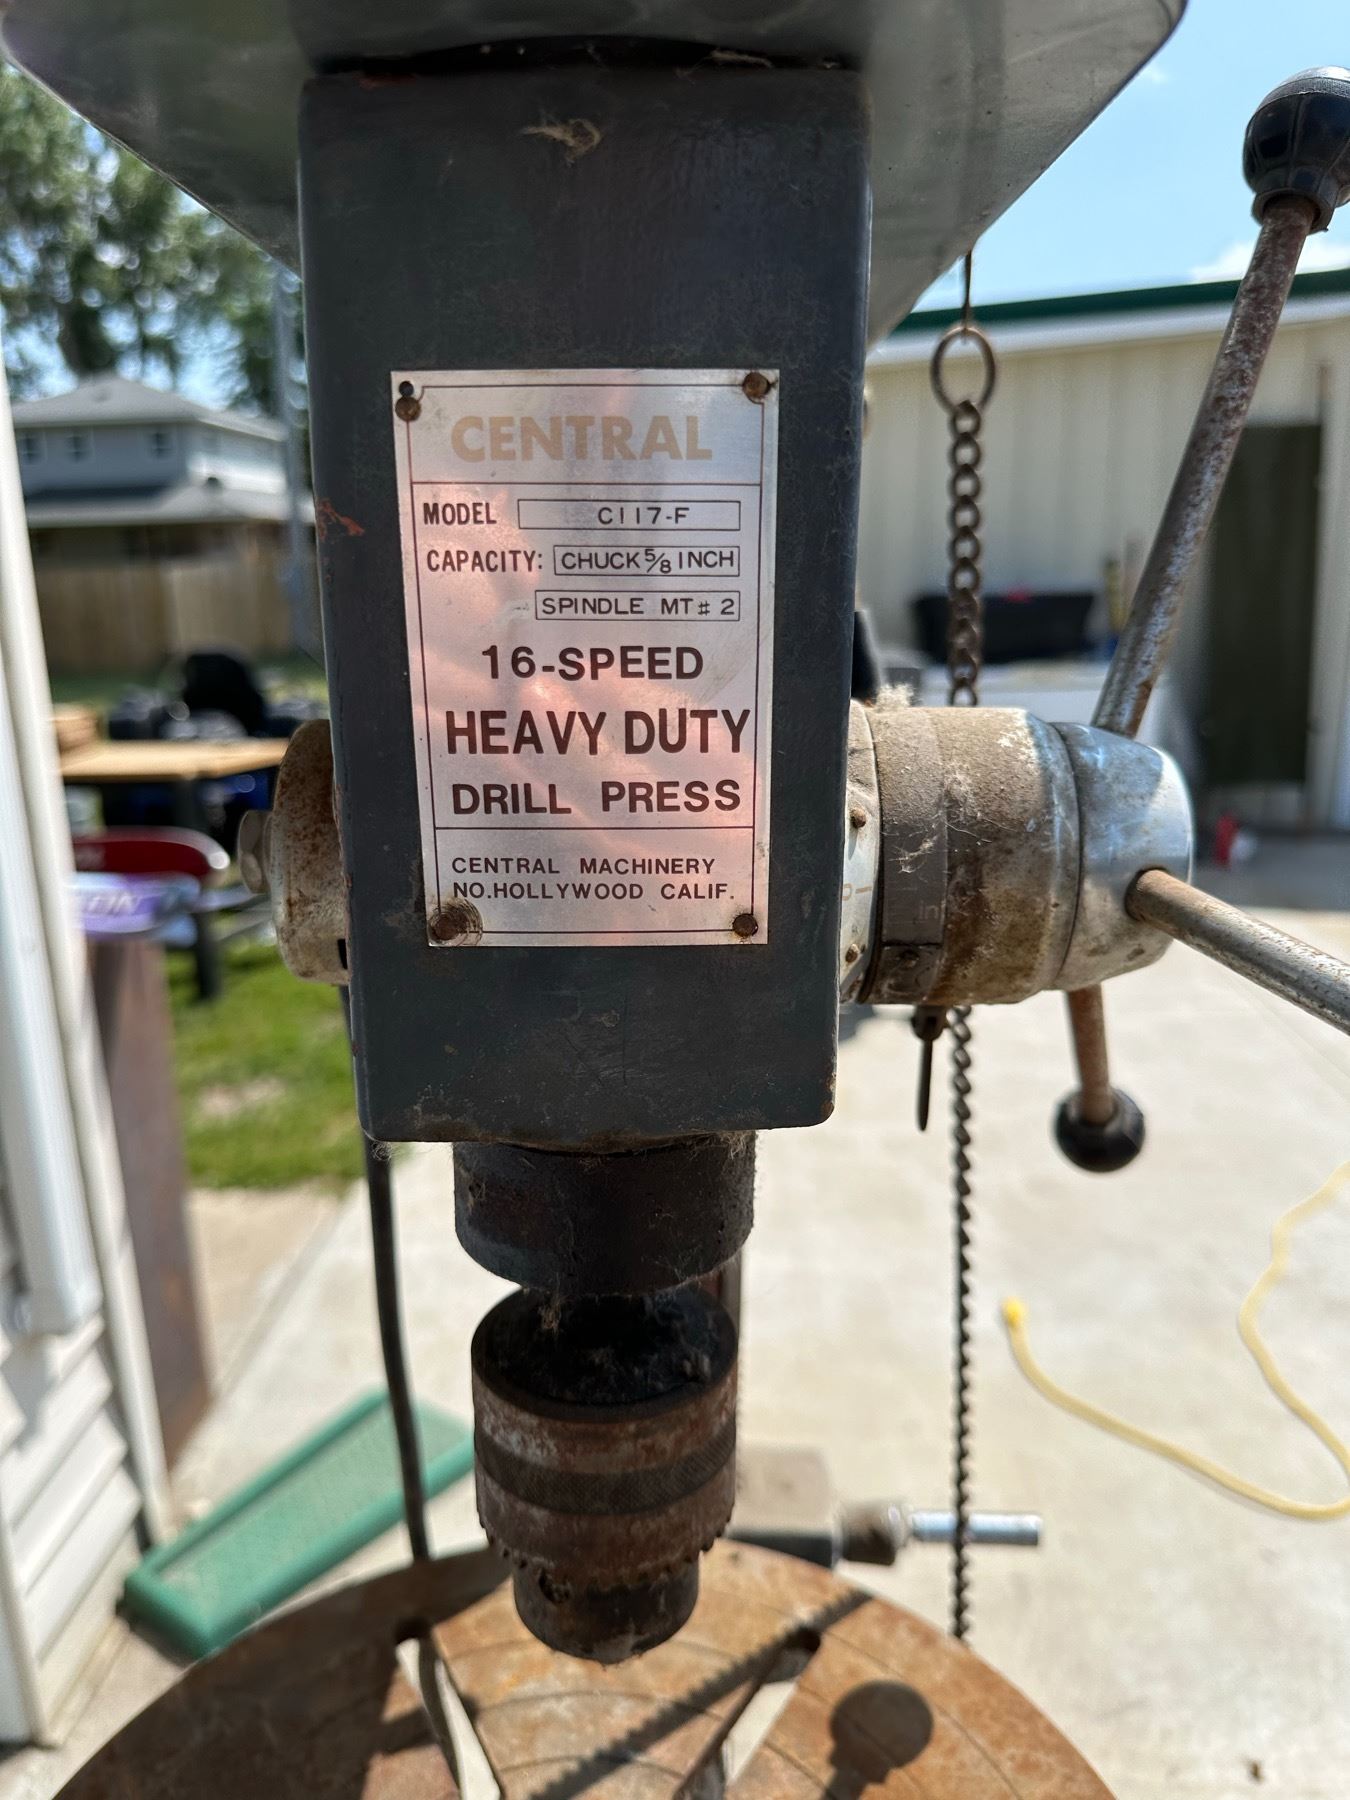 CENTRAL
MODEL C117-F
CAPACITY: CHUCK 5/8 INCH
SPINDLE MT# 2
16-SPEED
HEAVY DUTY
DRILL PRESS
CENTRAL MACHINERY
NO.HOLLYWOOD CALIF.